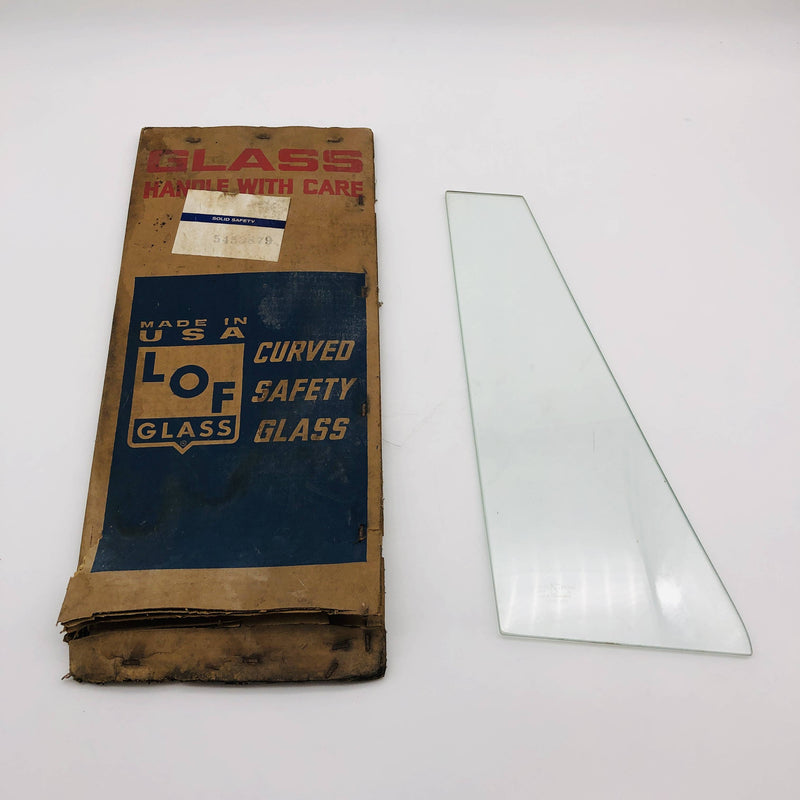 GLASS
HANDLE WITH CARE
SOLID SAFETY
MADE IN
USA
LOF
GLASS
CURVED
SAFETY
GLASS